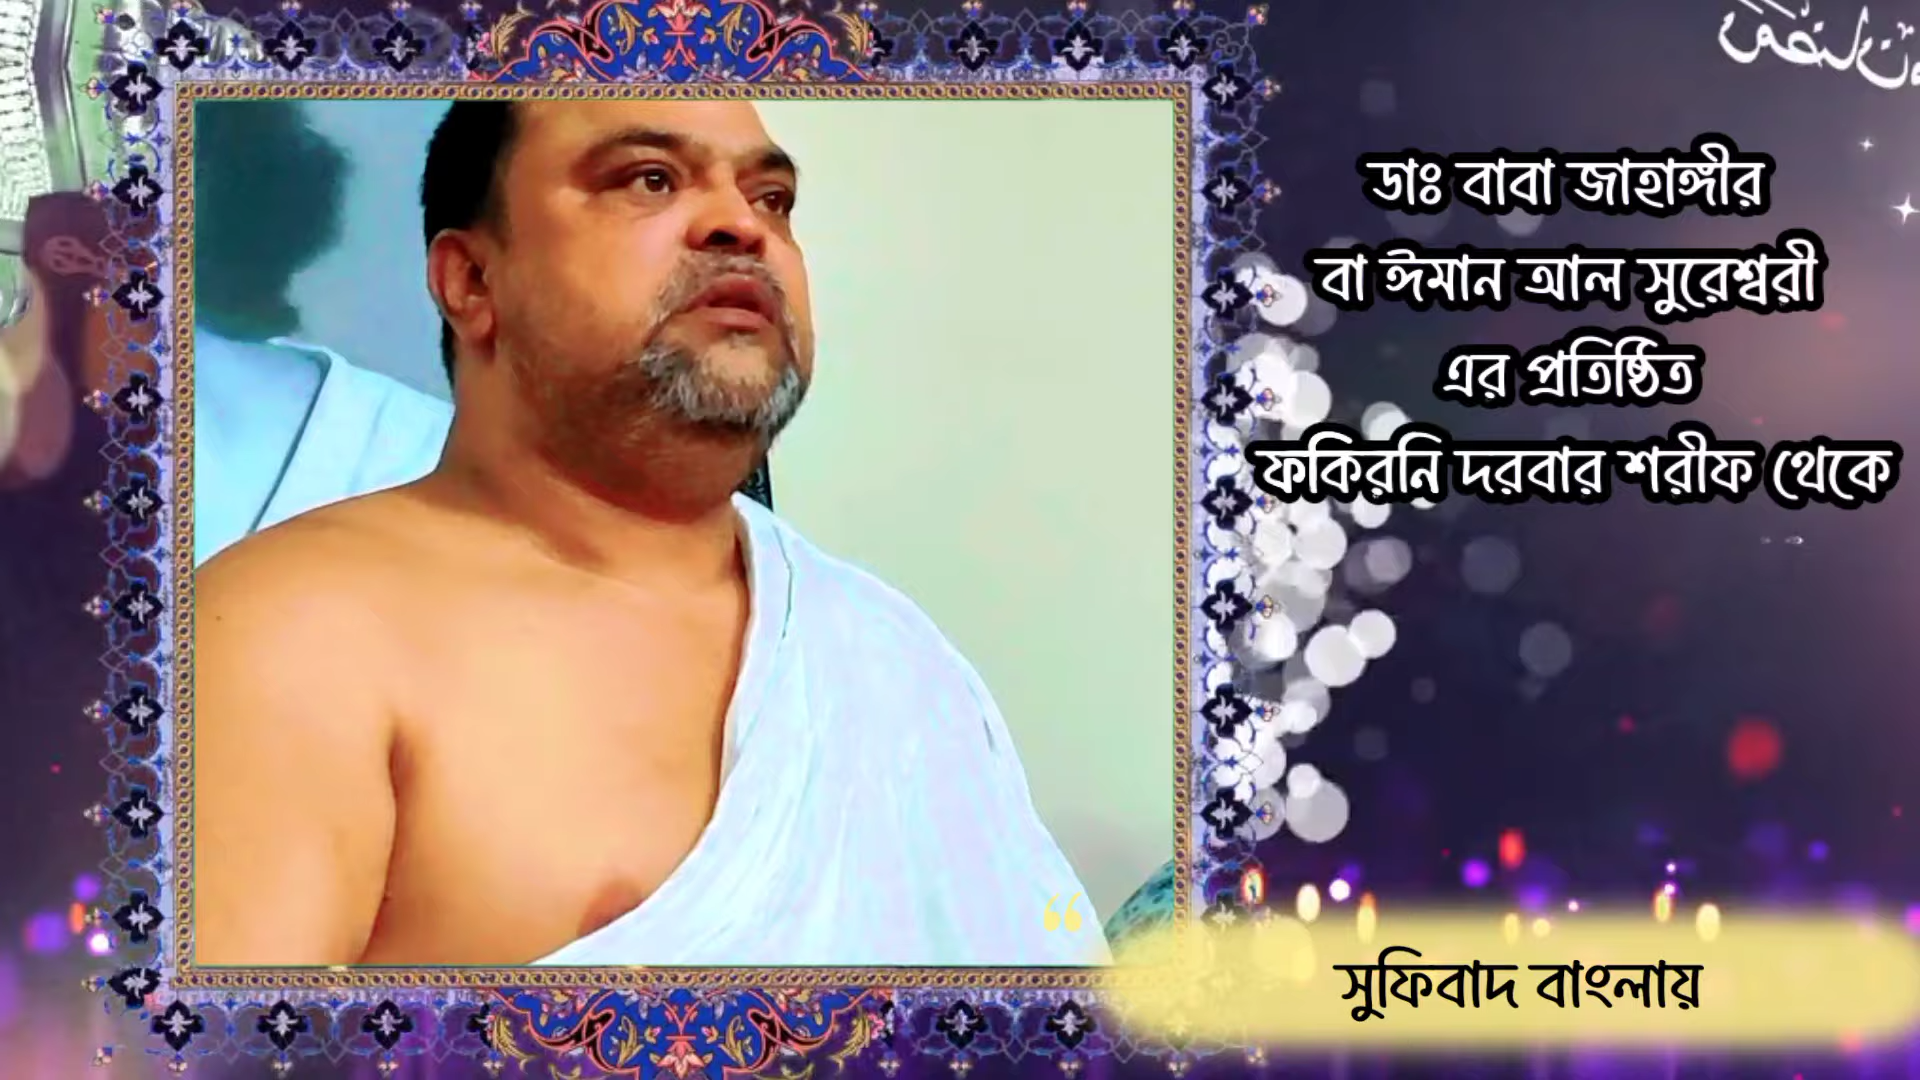 ডাঃ বাবা জাহাঙ্গীর
বা ঈমান আল সুরেশ্বরী
এর প্রতিষ্ঠিত
ফকিরনি দরবার শরীফ থেকে
“
সুফিবাদ বাংলায়